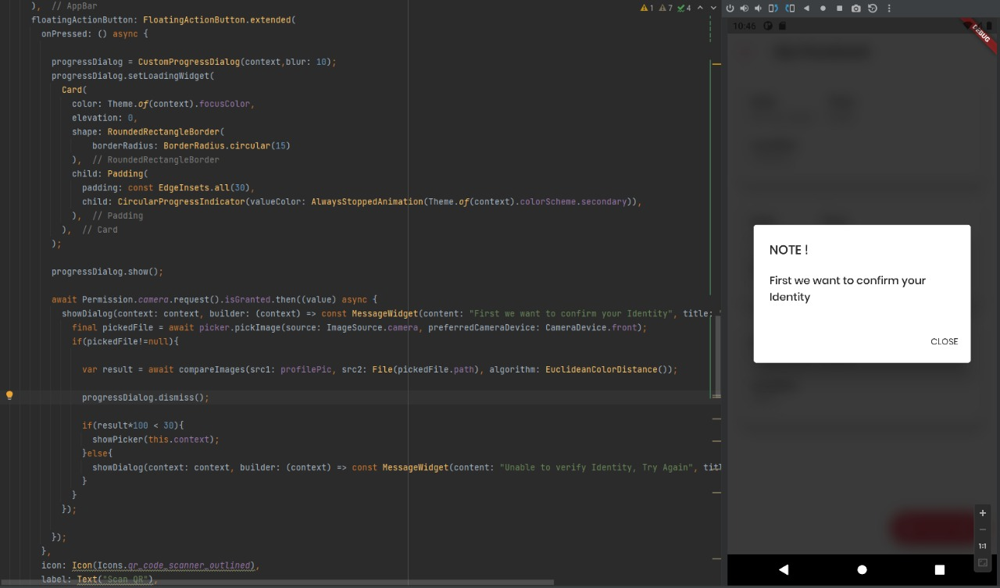 ),  // AppBar
floatingActionButton: FloatingActionButton.extended(
onPressed: () async {
progressDialog = CustomProgressDialog(context,blur: 10);
progressDialog.setLoadingWidget(
Card(
color: Theme.of(context).focusColor,
elevation: 0,
shape: RoundedRectangleBorder(
borderRadius: BorderRadius.circular(15)
),  // RoundedRectangleBorder
child: Padding(
padding: const EdgeInsets.all(30),
child: CircularProgressIndicator(valueColor: AlwaysStoppedAnimation(Theme.of(context).colorScheme.secondary)),
),  // Padding
),  // Card
);
progressDialog.show();
await Permission.camera.request().isGranted.then((value) async {
showDialog(context: context, builder: (context) => const MessageWidget(content: "First we want to confirm your Identity", title: "
final pickedFile = await picker.pickImage(source: ImageSource.camera, preferredCameraDevice: CameraDevice.front);
if(pickedFile!=null){
var result = await compareImages(src1: profilePic, src2: File(pickedFile.path), algorithm: EuclideanColorDistance());
progressDialog.dismiss();
if(result*100 < 30){
showPicker(this.context);
}else{
showDialog(context: context, builder: (context) => const MessageWidget(content: "Unable to verify Identity, Try Again", titl
}
}
});
});
},
icon: Icon(Icons.qr_code_scanner_outlined),
label: Text("Scan QR"),
1 7 4
10:46
DEBUG
NOTE !
First we want to confirm your
Identity
CLOSE
1:1